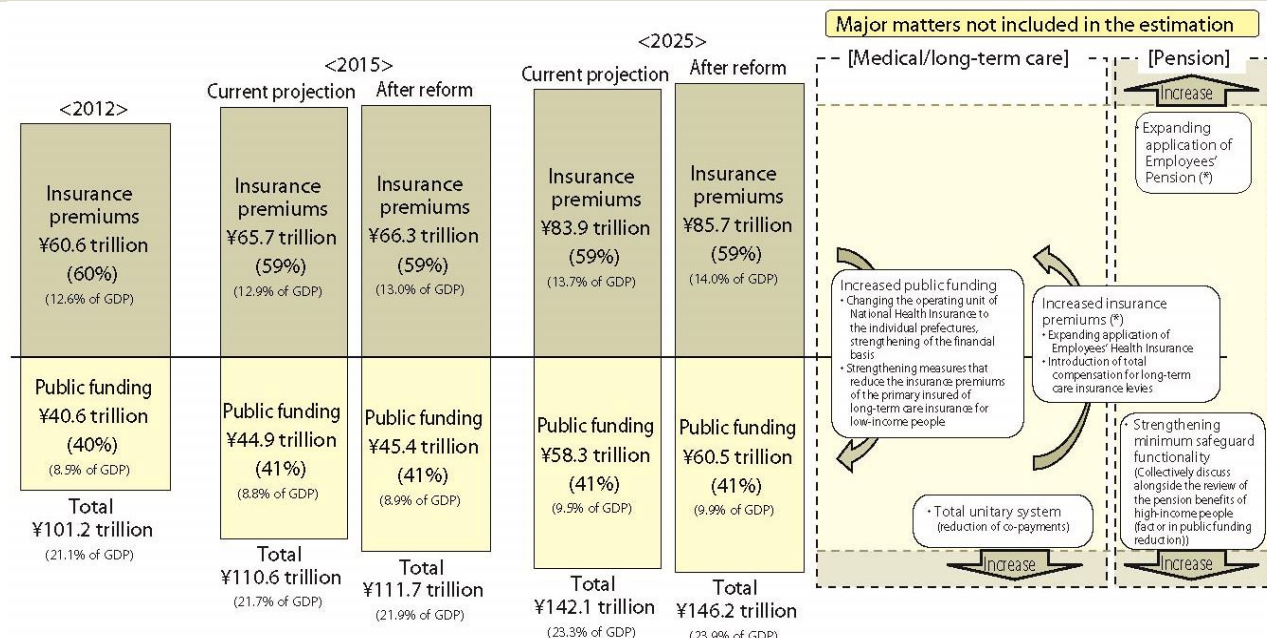 Major matters not included in the estimation
<2025>
<2015>
<2012>
Current projection
After reform
Current projection
After reform
[Medical/long-term care]
[Pension]
Insurance
premiums
¥60.6 trillion
(60%)
(12.6% of GDP)
Public funding
¥40.6 trillion
(40%)
(8.5% of GDP)
Total
¥101.2 trillion
(21.1% of GDP)
Insurance
premiums
¥65.7 trillion
(59%)
(12.9% of GDP)
Public funding
¥44.9 trillion
(41%)
(8.8% of GDP)
Total
¥110.6 trillion
(21.7% of GDP)
Insurance
premiums
¥66.3 trillion
(59%)
(13.0% of GDP)
Public funding
¥45.4 trillion
(41%)
(8.9% of GDP)
Total
¥111.7 trillion
(21.9% of GDP)
Insurance
premiums
¥83.9 trillion
(59%)
(13.7% of GDP)
Public funding
¥58.3 trillion
(41%)
(9.5% of GDP)
Total
¥142.1 trillion
(23.3% of GDP)
Insurance
premiums
¥85.7 trillion
(59%)
(14.0% of GDP)
Public funding
¥60.5 trillion
(41%)
(9.9% of GDP)
Total
¥146.2 trillion
(23.9% of GDP)
Increased public funding
・Changing the operating unit of
National Health Insurance to
the individual prefectures,
strengthening of the financial
basis
・Strengthening measures that
reduce the insurance premiums
of the primary insured of
long-term care insurance for
low-income people
Increased insurance
premiums (*)
・Expanding application of
Employees' Health Insurance
・Introduction of total
compensation for long-term
care insurance levies
・Total unitary system
(reduction of co-payments)
Increase
Increase
・Expanding
application of
Employees'
Pension (*)
・Strengthening
minimum safeguard
functionality
(Collectively discuss
alongside the review of
the pension benefits of
high-income people
(factor in public funding
reduction))
Increase